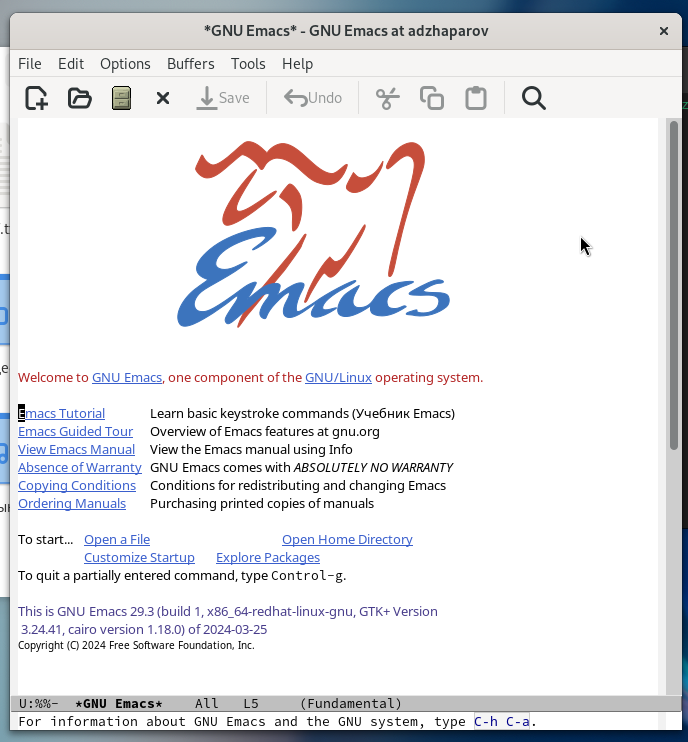 *GNU Emacs* - GNU Emacs at adzhaparov
File Edit Options Buffers Tools Help
Save Undo
Emacs
Welcome to GNU Emacs, one component of the GNU/Linux operating system.
Emacs Tutorial Learn basic keystroke commands (Учебник Emacs)
Emacs Guided Tour Overview of Emacs features at gnu.org
View Emacs Manual View the Emacs manual using Info
Absence of Warranty GNU Emacs comes with ABSOLUTELY NO WARRANTY
Copying Conditions Conditions for redistributing and changing Emacs
Ordering Manuals Purchasing printed copies of manuals
To start... Open a File Open Home Directory
Customize Startup Explore Packages
To quit a partially entered command, type Control-g.
This is GNU Emacs 29.3 (build 1, x86_64-redhat-linux-gnu, GTK+ Version
3.24.41, cairo version 1.18.0) of 2024-03-25
Copyright (C) 2024 Free Software Foundation, Inc.
U:%%- *GNU Emacs* All L5 (Fundamental)
For information about GNU Emacs and the GNU system, type C-h C-a.